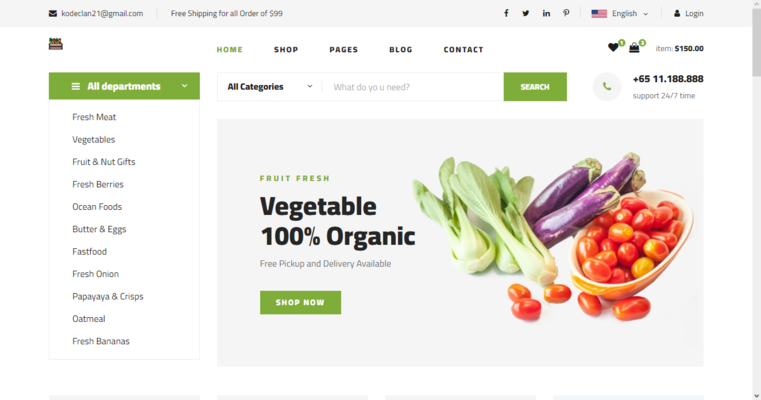 kodeclan21@gmail.com
Free Shipping for all Order of $99
English
Login
HOME SHOP PAGES BLOG CONTACT
1
3
item: $150.00
All departments
All Categories
What do yo u need?
SEARCH
+65 11.188.888
support 24/7 time
Fresh Meat
Vegetables
Fruit & Nut Gifts
Fresh Berries
Ocean Foods
Butter & Eggs
Fastfood
Fresh Onion
Papayaya & Crisps
Oatmeal
Fresh Bananas
FRUIT FRESH
Vegetable
100% Organic
Free Pickup and Delivery Available
SHOP NOW